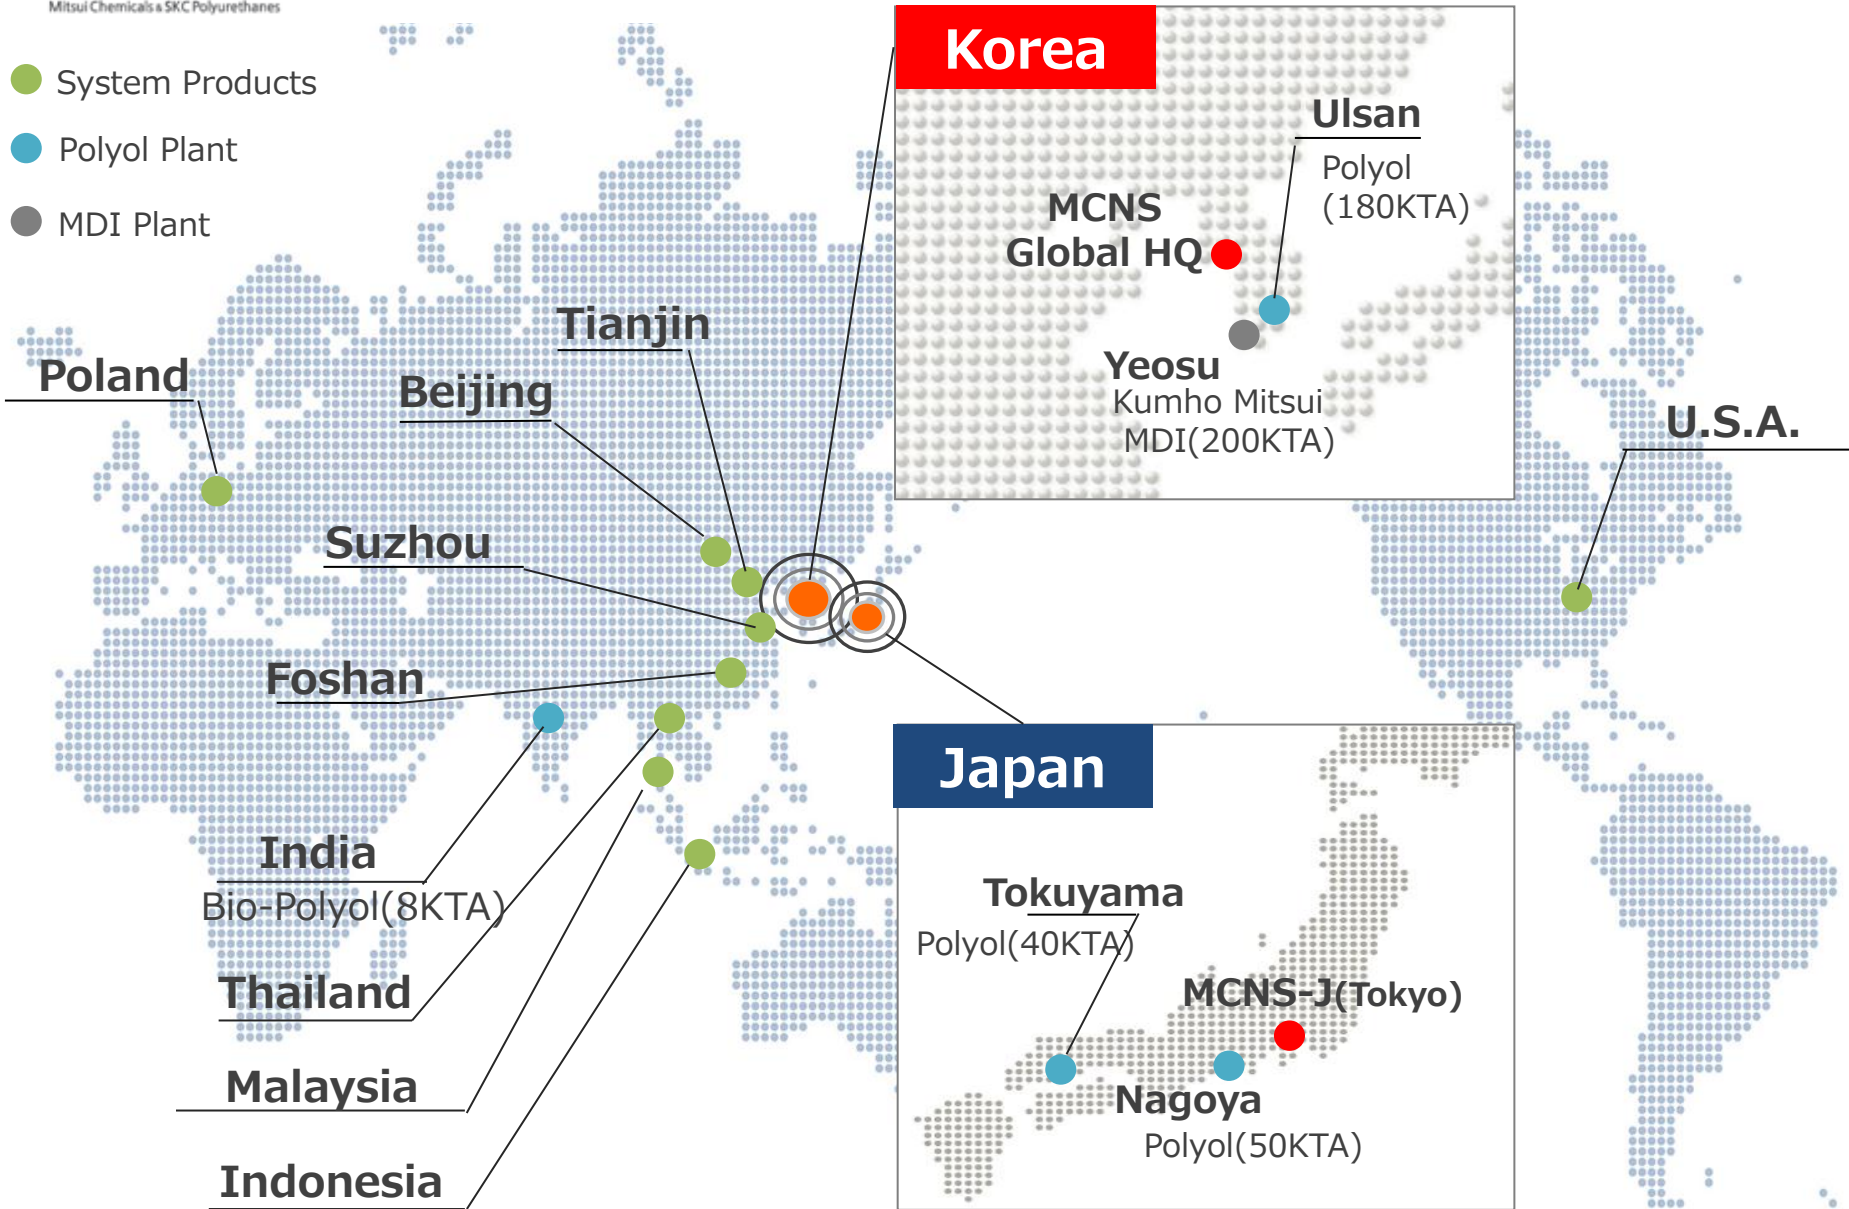 Mitsui Chemicals & SKC Polyurethanes
System Products
Polyol Plant
MDI Plant
Korea
Ulsan
Polyol
(180KTA)
MCNS
Global HQ
Yeosu
Kumho Mitsui
MDI(200KTA)
Tianjin
Poland
Beijing
U.S.A.
Suzhou
Foshan
India
Bio-Polyol(8KTA)
Thailand
Malaysia
Indonesia
Japan
Tokuyama
Polyol(40KTA)
MCNS-J(Tokyo)
Nagoya
Polyol(50KTA)